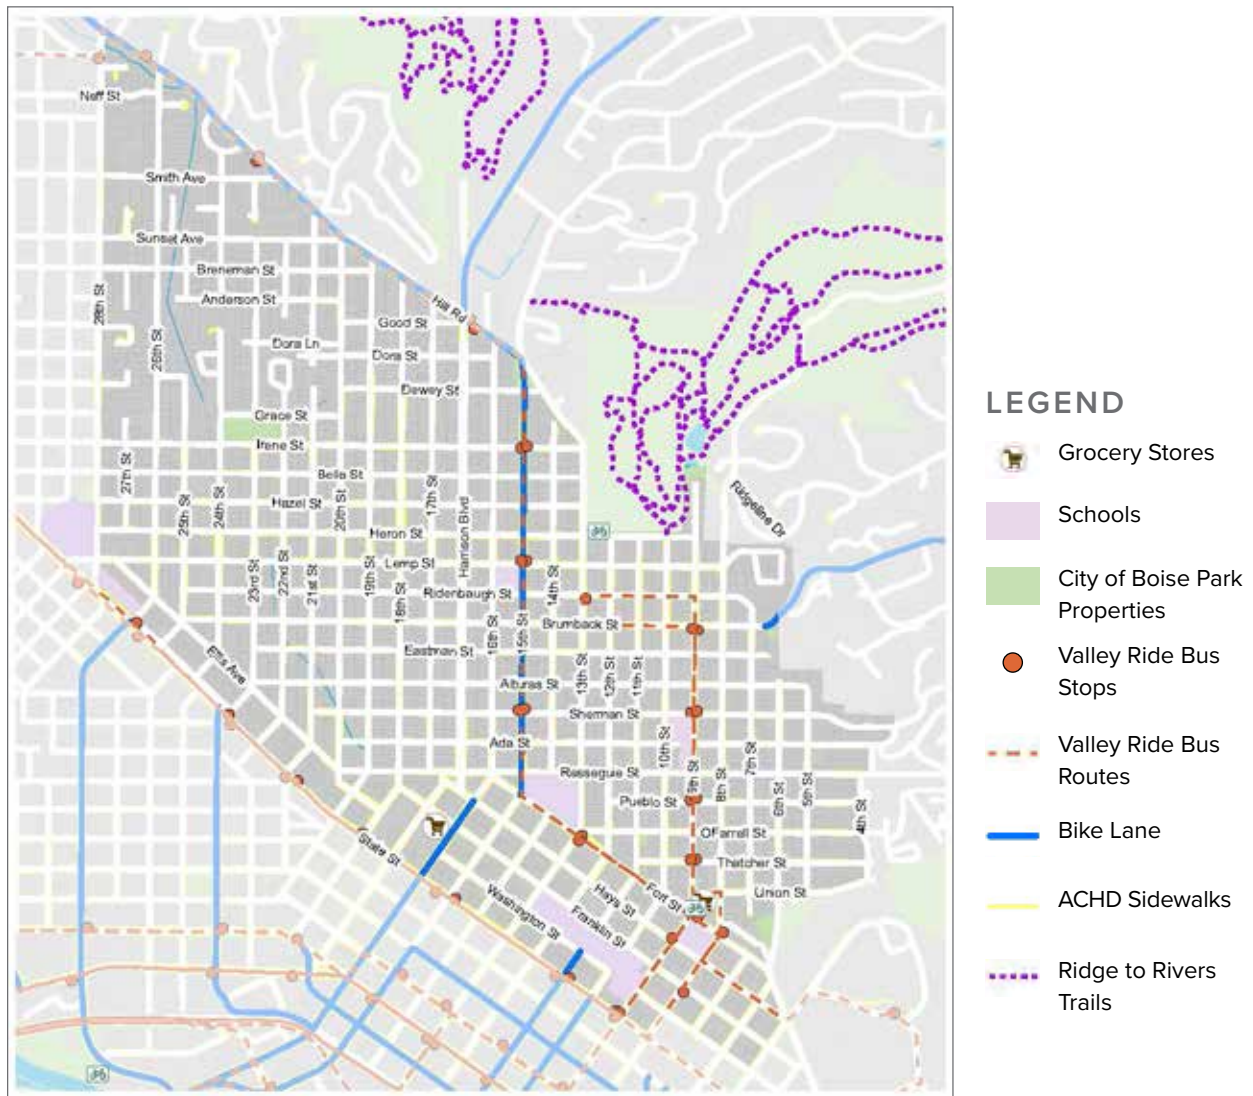 Neff St
Smith Ave
Sunset Ave
Breneman St
Anderson St
28th St
26th St
Hill Rd
Good St
Dora Ln
Dora St
Dewey St
Grace St
Irene St
Bella St
27th St
25th St
24th St
Hazel St
20th St
17th St
Harrison Blvd
Heron St
Ridgeline Dr
23rd St
22nd St
21st St
19th St
18th St
Lemp St
Ridenbaugh St
14th St
16th St
15th St
Brumback St
Eastman St
Ellis Ave
13th St
12th St
11th St
Alturas St
Sherman St
Ada St
10th St
9th St
8th St
7th St
6th St
5th St
4th St
Resseguie St
Pueblo St
OFarrell St
Thatcher St
Union St
State St
Washington St
Hays St
Franklin St
Fort St
LEGEND
Grocery Stores
Schools
City of Boise Park
Properties
Valley Ride Bus
Stops
Valley Ride Bus
Routes
Bike Lane
ACHD Sidewalks
Ridge to Rivers
Trails